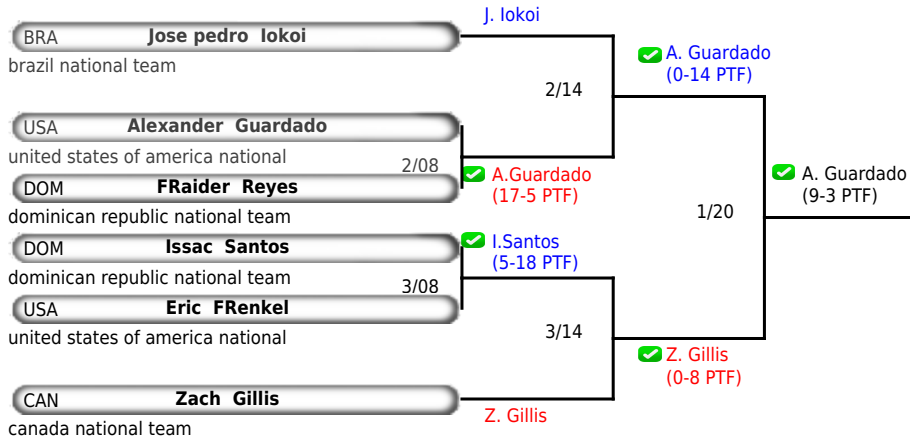 J. Iokoi
BRA Jose pedro Iokoi
brazil national team
A. Guardado
(0-14 PTF)
2/14
USA Alexander Guardado
united states of america national
2/08
A.Guardado
(17-5 PTF)
DOM FRaider Reyes
dominican republic national team
A. Guardado
(9-3 PTF)
1/20
DOM Issac Santos
dominican republic national team
I.Santos
(5-18 PTF)
3/08
USA Eric FRenkel
united states of america national
3/14
Z. Gillis
(0-8 PTF)
CAN Zach Gillis
canada national team
Z. Gillis